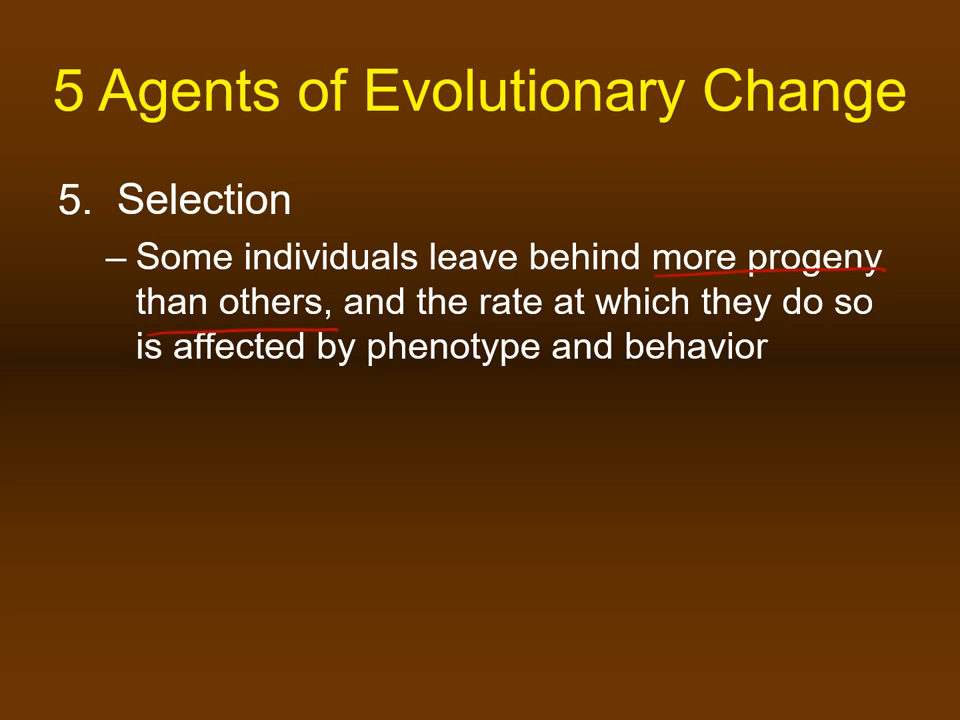 5 Agents of Evolutionary Change
5. Selection
– Some individuals leave behind more progeny
than others, and the rate at which they do so
is affected by phenotype and behavior